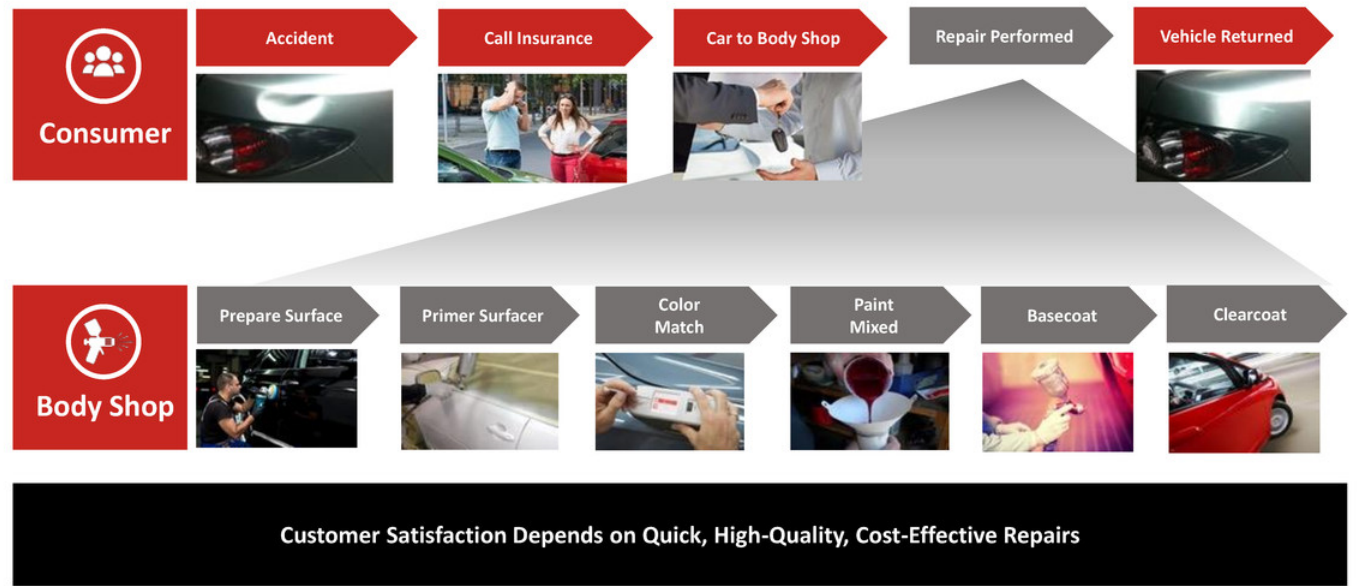 Consumer
Accident
Call Insurance
Car to Body Shop
Repair Performed
Vehicle Returned
Body Shop
Prepare Surface
Primer Surfacer
Color
Match
Paint
Mixed
Basecoat
Clearcoat
Customer Satisfaction Depends on Quick, High-Quality, Cost-Effective Repairs